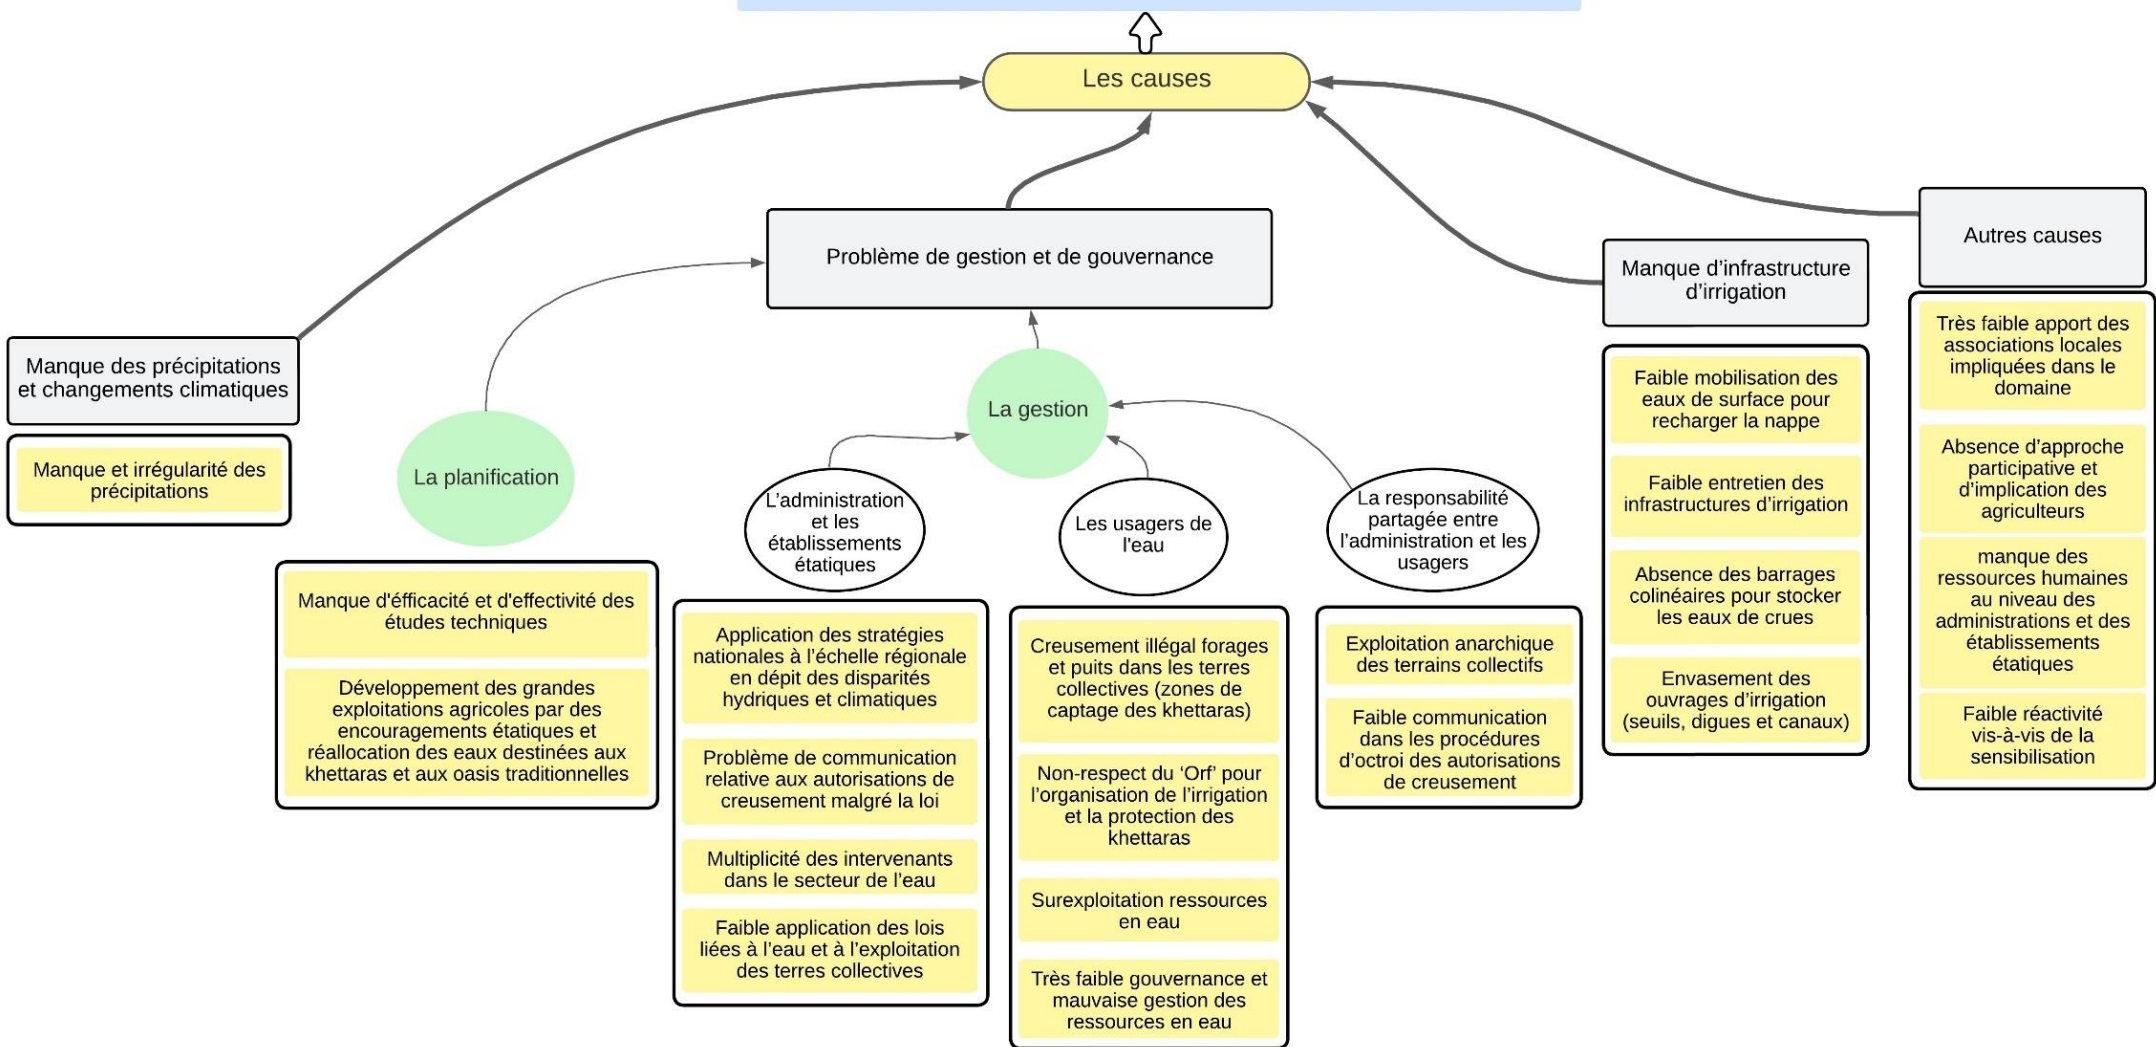 Les causes
Problème de gestion et de gouvernance
Autres causes
Manque d’infrastructure
d’irrigation
Manque des précipitations
et changements climatiques
Manque et irrégularité des
précipitations
La planification
Manque d'éfficacité et d'effectivité des
études techniques
Développement des grandes
exploitations agricoles par des
encouragements étatiques et
réallocation des eaux destinées aux
khettaras et aux oasis traditionnelles
La gestion
L’administration
et les
établissements
étatiques
Application des stratégies
nationales à l’échelle régionale
en dépit des disparités
hydriques et climatiques
Problème de communication
relative aux autorisations de
creusement malgré la loi
Multiplicité des intervenants
dans le secteur de l’eau
Faible application des lois
liées à l’eau et à l’exploitation
des terres collectives
Les usagers de
l'eau
Creusement illégal forages
et puits dans les terres
collectives (zones de
captage des khettaras)
Non-respect du ‘Orf’ pour
l’organisation de l’irrigation
et la protection des
khettaras
Surexploitation ressources
en eau
Très faible gouvernance et
mauvaise gestion des
ressources en eau
La responsabilité
partagée entre
l’administration et les
usagers
Exploitation anarchique
des terrains collectifs
Faible communication
dans les procédures
d’octroi des autorisations
de creusement
Faible mobilisation des
eaux de surface pour
recharger la nappe
Faible entretien des
infrastructures d’irrigation
Absence des barrages
colinéaires pour stocker
les eaux de crues
Envasement des
ouvrages d’irrigation
(seuils, digues et canaux)
Très faible apport des
associations locales
impliquées dans le
domaine
Absence d’approche
participative et
d’implication des
agriculteurs
manque des
ressources humaines
au niveau des
administrations et des
établissements
étatiques
Faible réactivité
vis-à-vis de la
sensibilisation